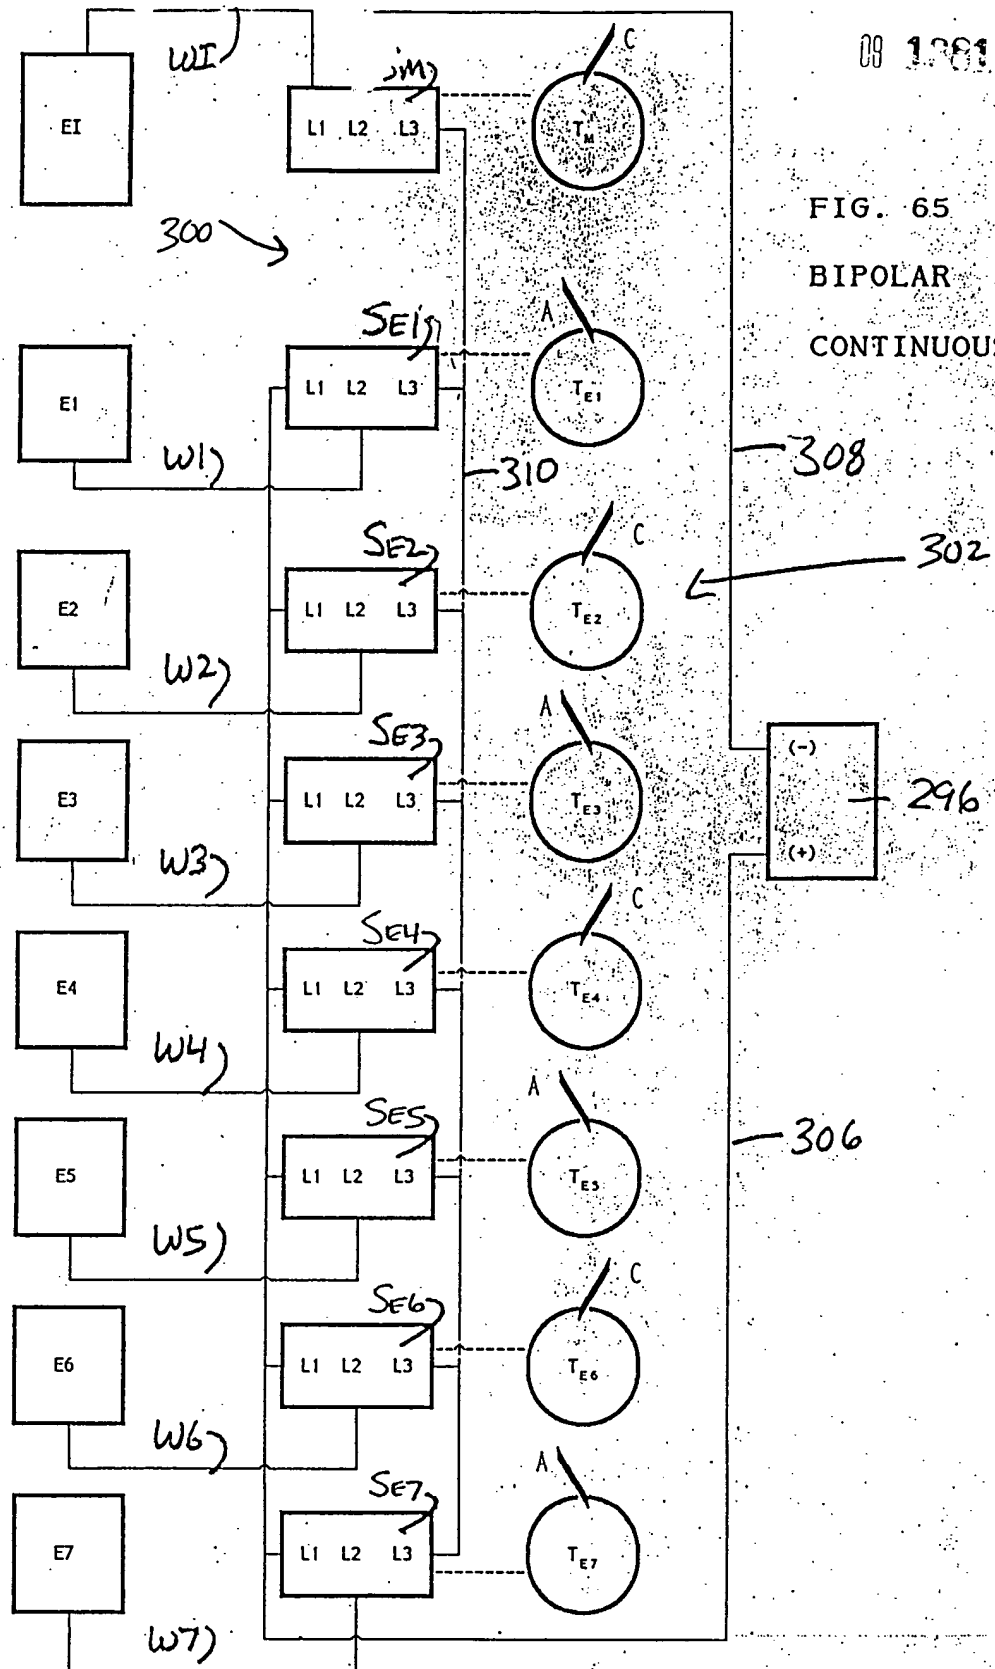 WI
C
EI
L1 L2 L3
TM
300
FIG. 65
BIPOLAR
CONTINUOUS
SE1
A
E1
L1 L2 L3
TE1
W1
310
308
SE2
C
302
E2
L1 L2 L3
TE2
W2
SE3
A
(-)
E3
L1 L2 L3
TE3
296
(+)
W3
SE4
C
E4
L1 L2 L3
TE4
W4
SE5
A
306
E5
L1 L2 L3
TE5
W5
SE6
C
E6
L1 L2 L3
TE6
W6
SE7
A
E7
L1 L2 L3
TE7
W7